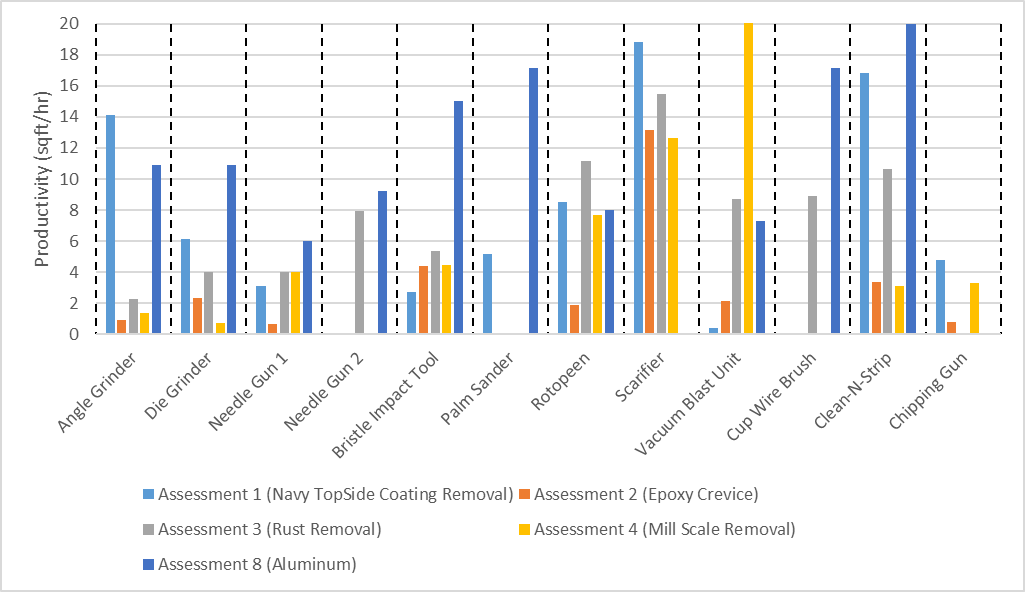 Productivity (sqft/hr)
20
18
16
14
12
10
8
6
4
2
0
Angle Grinder
Die Grinder
Needle Gun 1
Needle Gun 2
Bristle Impact Tool
Palm Sander
Rotopeen
Scarifier
Vacuum Blast Unit
Cup Wire Brush
Clean-N-Strip
Chipping Gun
Assessment 1 (Navy TopSide Coating Removal)
Assessment 2 (Epoxy Crevice)
Assessment 3 (Rust Removal)
Assessment 4 (Mill Scale Removal)
Assessment 8 (Aluminum)